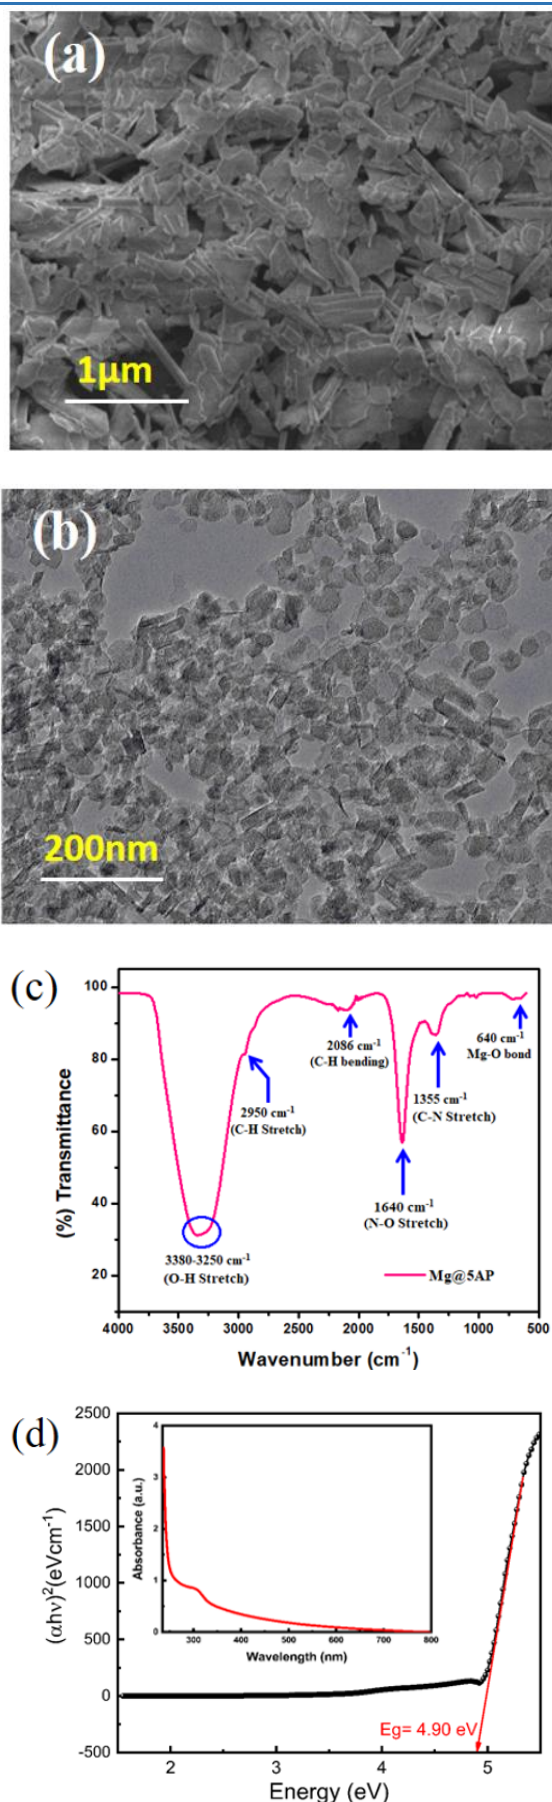 (a)
1μm
(b)
200nm
(c)
100
80
60
40
20
(%) Transmittance
2086 cm-1
(C-H bending)
640 cm-1
Mg-O bond
2950 cm-1
(C-H Stretch)
1355 cm-1
(C-N Stretch)
1640 cm-1
(N-O Stretch)
3380-3250 cm-1
(O-H Stretch)
Mg@5AP
4000 3500 3000 2500 2000 1500 1000 500
Wavenumber (cm-1)
(d)
2500
2000
1500
1000
500
0
-500
(αhν)2(eVcm-1)
4
3
2
1
0
Absorbance (a.u.)
300 400 500 600 700 800
Wavelength (nm)
Eg= 4.90 eV
2 3 4 5
Energy (eV)